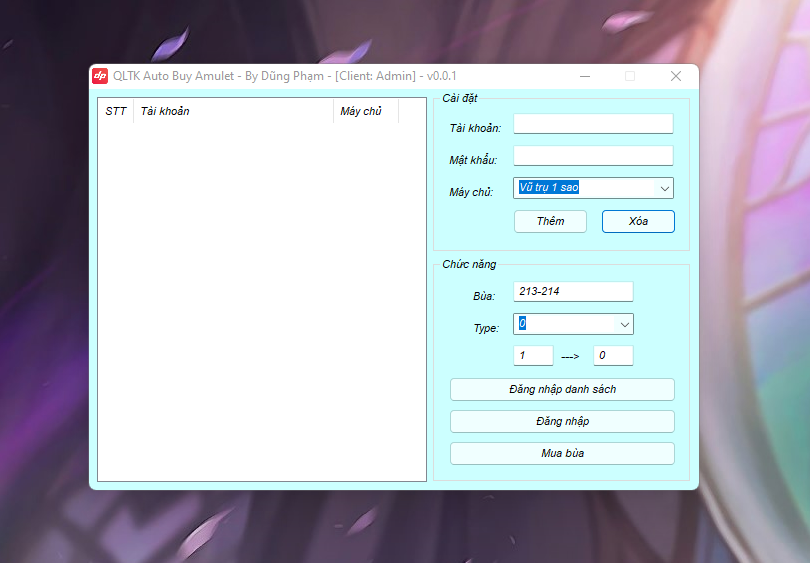 dp QLTK Auto Buy Amulet - By Dũng Phạm - [Client: Admin] - v0.0.1
STT Tài khoản Máy chủ
Cài đặt
Tài khoản:
Mật khẩu:
Máy chủ: Vũ trụ 1 sao
Thêm Xóa
Chức năng
Bùa: 213-214
Type: 0
1 ---> 0
Đăng nhập danh sách
Đăng nhập
Mua bùa